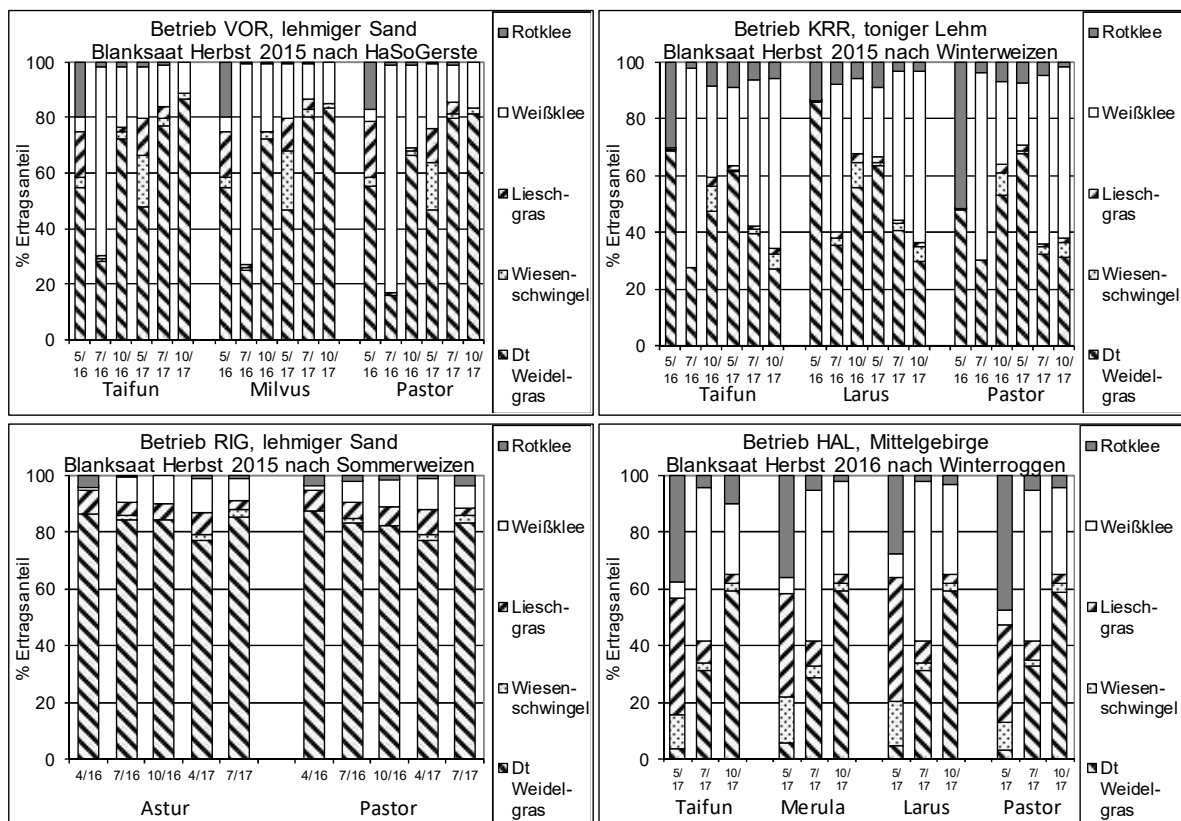 Betrieb VOR, lehmiger Sand
Blanksaat Herbst 2015 nach HaSoGerste
% Ertragsanteil
100
80
60
40
20
0
5/ 7/ 10/ 5/ 7/ 10/ 5/ 7/ 10/ 5/ 7/ 10/ 5/ 7/ 10/ 5/ 7/ 10/
16 16 16 17 17 17 16 16 16 17 17 17 16 16 16 17 17 17
Taifun Milvus Pastor
Rotklee
Weißklee
Liesch-
gras
Wiesen-
schwingel
Dt
Weidel-
gras
Betrieb KRR, toniger Lehm
Blanksaat Herbst 2015 nach Winterweizen
% Ertragsanteil
100
80
60
40
20
0
5/ 7/ 10/ 5/ 7/ 10/ 5/ 7/ 10/ 5/ 7/ 10/ 5/ 7/ 10/ 5/ 7/ 10/
16 16 16 17 17 17 16 16 16 17 17 17 16 16 16 17 17 17
Taifun Larus Pastor
Rotklee
Weißklee
Liesch-
gras
Wiesen-
schwingel
Dt
Weidel-
gras
Betrieb RIG, lehmiger Sand
Blanksaat Herbst 2015 nach Sommerweizen
% Ertragsanteil
100
80
60
40
20
0
4/16 7/16 10/16 4/17 7/17 4/16 7/16 10/16 4/17 7/17
Astur Pastor
Rotklee
Weißklee
Liesch-
gras
Wiesen-
schwingel
Dt
Weidel-
gras
Betrieb HAL, Mittelgebirge
Blanksaat Herbst 2016 nach Winterroggen
% Ertragsanteil
100
80
60
40
20
0
5/ 7/ 10/ 5/ 7/ 10/ 5/ 7/ 10/ 5/ 7/ 10/
17 17 17 17 17 17 17 17 17 17 17 17
Taifun Merula Larus Pastor
Rotklee
Weißklee
Liesch-
gras
Wiesen-
schwingel
Dt
Weidel-
gras